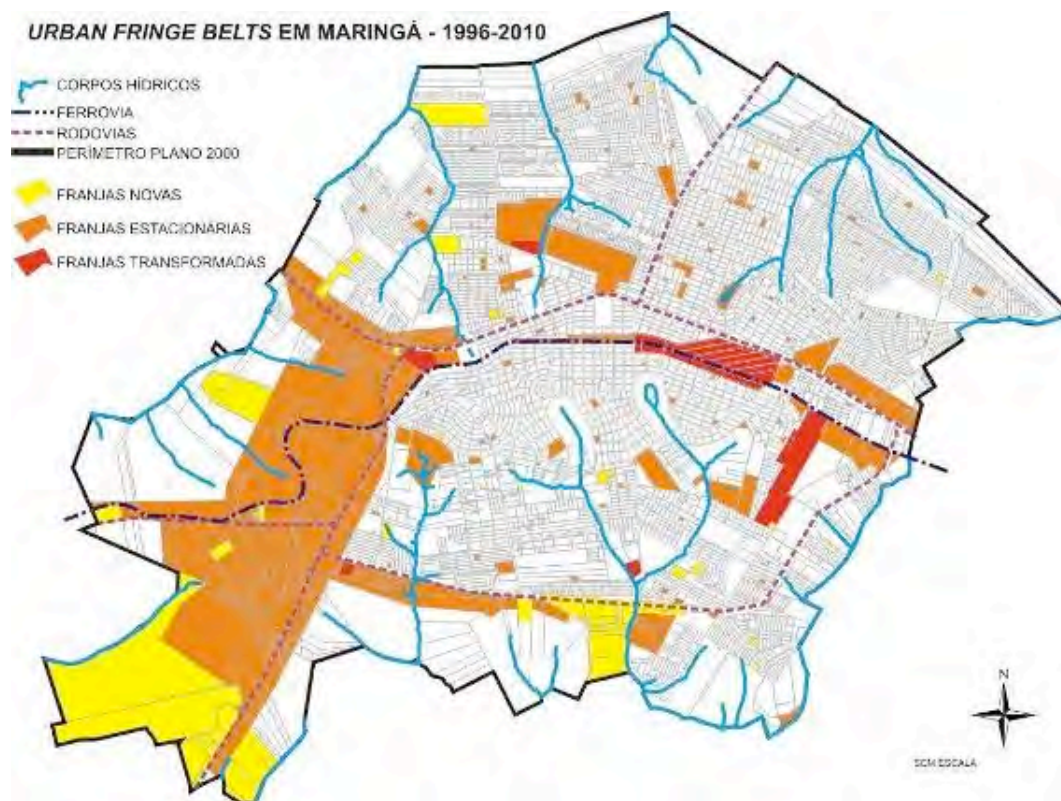 URBAN FRINGE BELTS EM MARINGÁ - 1996-2010
CORPOS HÍDRICOS
FERROVIA
RODOVIAS
PERÍMETRO PLANO 2000
FRANJAS NOVAS
FRANJAS ESTACIONÁRIAS
FRANJAS TRANSFORMADAS
N
SEM ESCALA